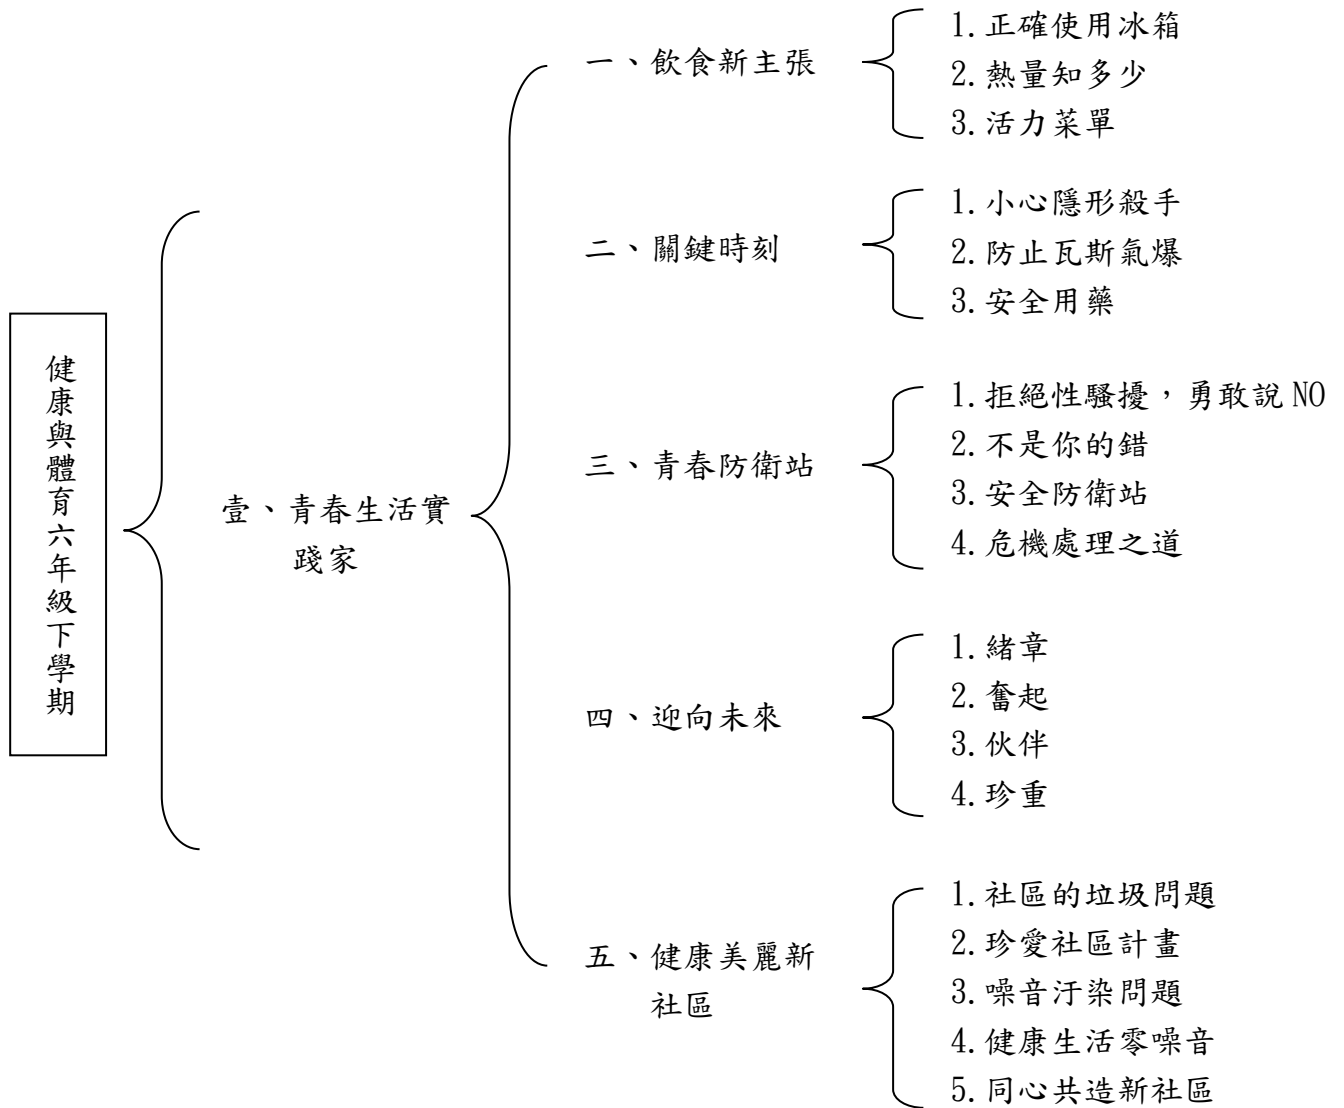 健康與體育六年級下學期
壹、青春生活實
踐家
一、飲食新主張
1.正確使用冰箱
2.熱量知多少
3.活力菜單
二、關鍵時刻
1.小心隱形殺手
2.防止瓦斯氣爆
3.安全用藥
三、青春防衛站
1.拒絕性騷擾，勇敢說 NO
2.不是你的錯
3.安全防衛站
4.危機處理之道
四、迎向未來
1.緒章
2.奮起
3.伙伴
4.珍重
五、健康美麗新
社區
1.社區的垃圾問題
2.珍愛社區計畫
3.噪音汙染問題
4.健康生活零噪音
5.同心共造新社區